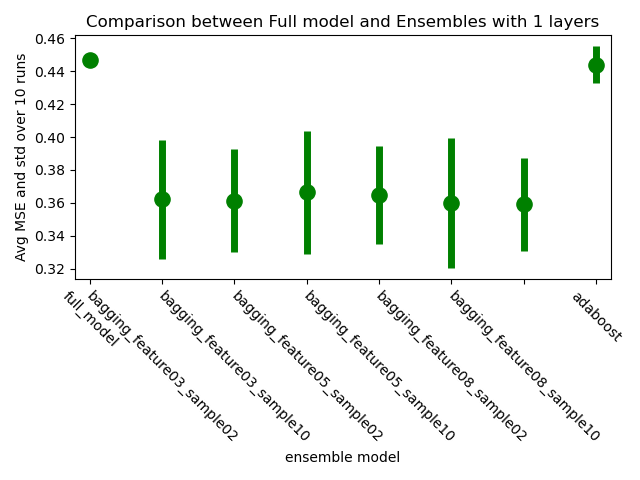 Comparison between Full model and Ensembles with 1 layers
Avg MSE and std over 10 runs
0.46
0.44
0.42
0.40
0.38
0.36
0.34
0.32
full_model
bagging_feature03_sample02
bagging_feature03_sample10
bagging_feature05_sample02
bagging_feature05_sample10
bagging_feature08_sample02
bagging_feature08_sample10
adaboost
ensemble model